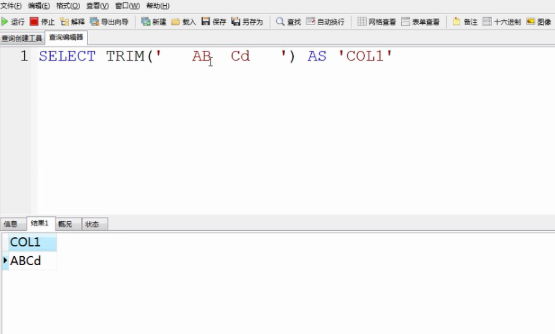 文件(F) 编辑(E) 格式(O) 查看(V) 窗口(W) 帮助(H)
运行 停止 解释 导出向导 新建 载入 保存 另存为 查找 自动换行 网格查看 表单查看 备注 十六进制 图像
查询创建工具 查询编辑器
1 SELECT TRIM('   AB  Cd   ') AS 'COL1'
信息 结果1 概况 状态
COL1
ABCd